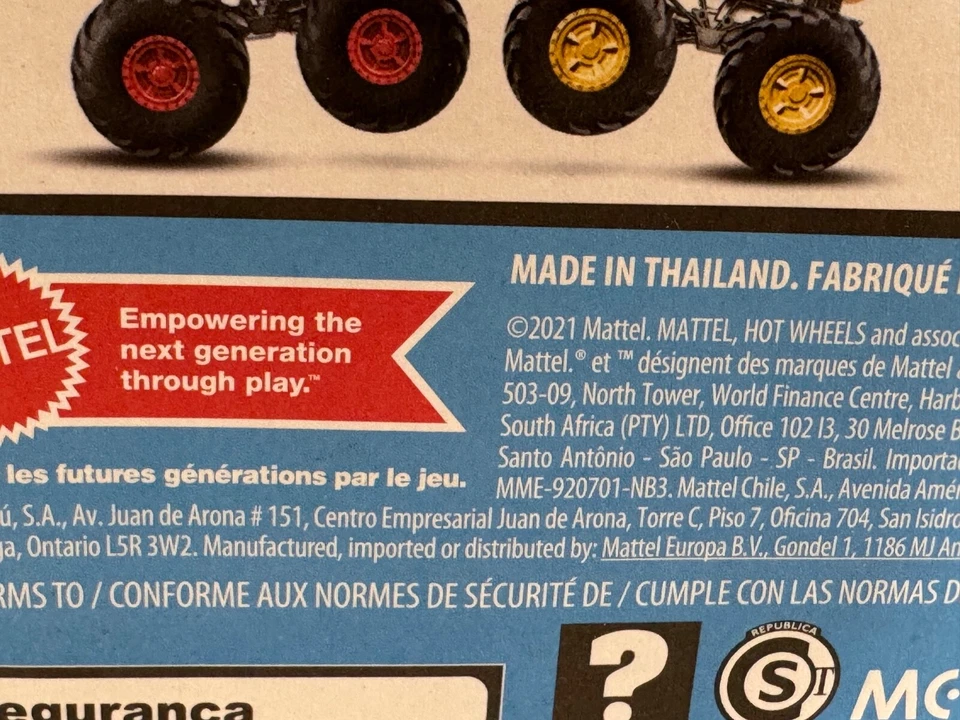 TEL
Empowering the
next generation
through play.™
les futures générations par le jeu.
MADE IN THAILAND. FABRIQUÉ
©2021 Mattel. MATTEL, HOT WHEELS and assoc
Mattel.® et ™ désignent des marques de Mattel
503-09, North Tower, World Finance Centre, Harb
South Africa (PTY) LTD, Office 102 I3, 30 Melrose B
Santo Antônio - São Paulo - SP - Brasil. Importa
MME-920701-NB3. Mattel Chile, S.A., Avenida Amér
ú, S.A., Av. Juan de Arona # 151, Centro Empresarial Juan de Arona, Torre C, Piso 7, Oficina 704, San Isidro
ga, Ontario L5R 3W2. Manufactured, imported or distributed by: Mattel Europa B.V., Gondel 1, 1186 MJ Am
RMS TO / CONFORME AUX NORMES DE SÉCURITÉ DE / CUMPLE CON LAS NORMAS D
?
REPUBLICA
S T
MC
egurança